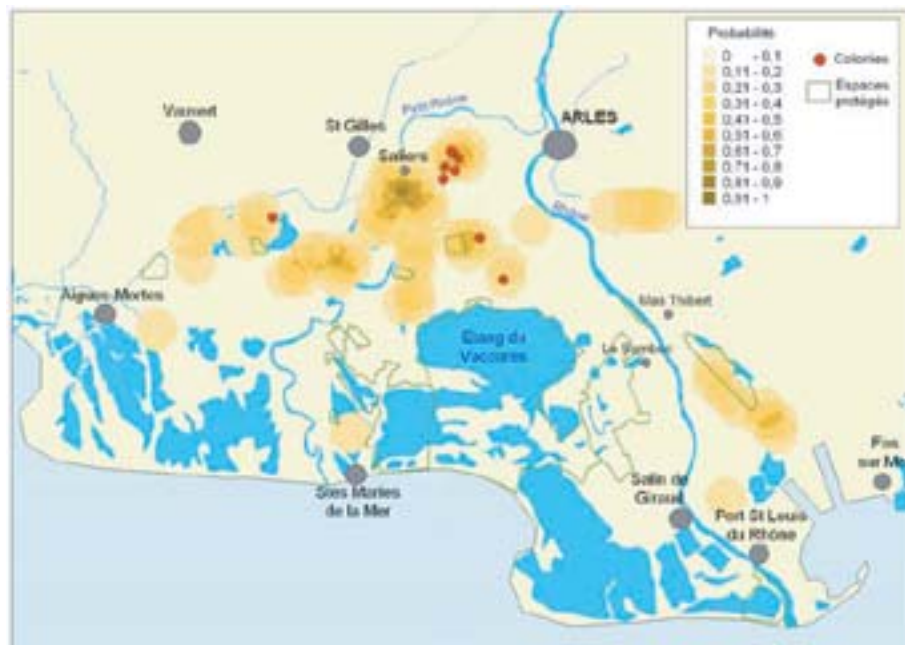 Probabilité
0 - 0,1
0,11 - 0,2
0,21 - 0,3
0,31 - 0,4
0,41 - 0,5
0,51 - 0,6
0,61 - 0,7
0,71 - 0,8
0,81 - 0,9
0,91 - 1
Colonies
Espaces
protégés
Petit Rhône
ARLES
St Gilles
Saliers
Rhône
Aigues-Mortes
Mas Thibert
Etang du
Vaccares
Le Sambuc
Fos
sur Me
Salin de
Giraud
Port St Louis
du Rhône
Stes Maries
de la Mer